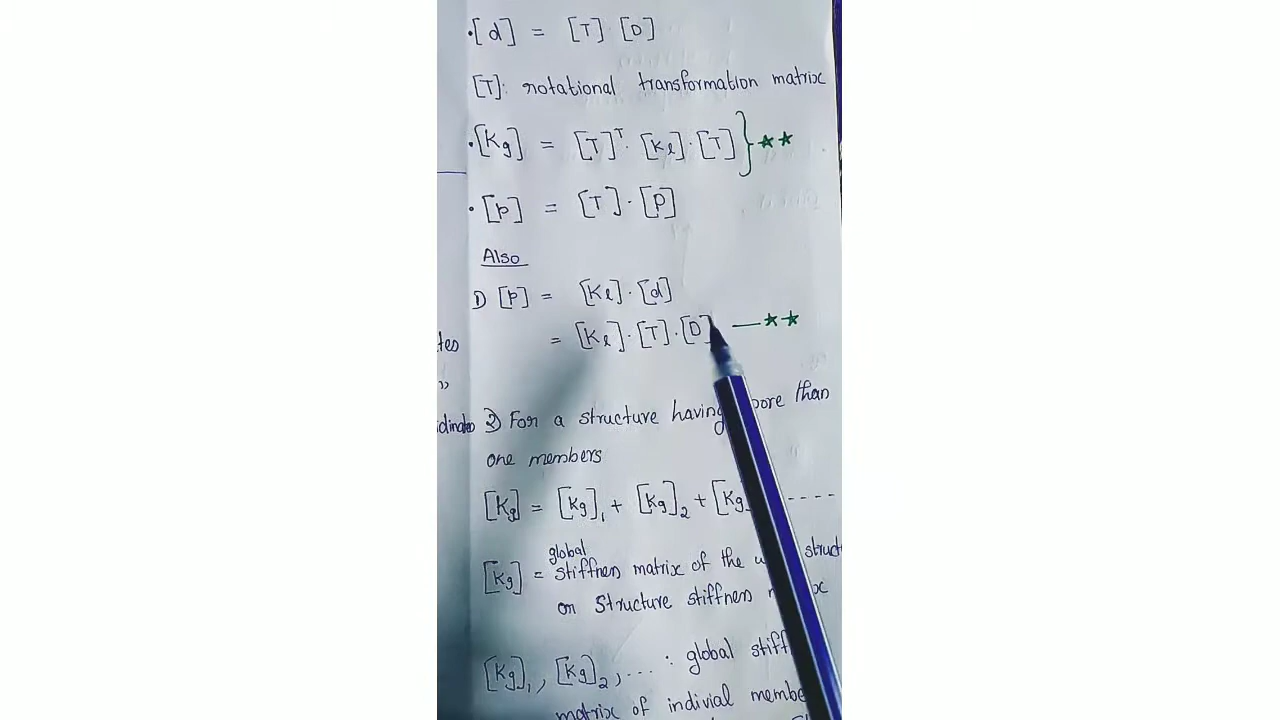 •[d] = [T] [D]
[T]: rotational transformation matrix
•[Kg] = [T]ᵀ · [Kℓ] · [T] } ★★
•[p] = [T] · [P]
Also
1) [p] = [Kℓ] · [d]
= [Kℓ] · [T] · [D] — ★★
2) For a structure having more than
one members
[Kg] = [Kg]₁ + [Kg]₂ + [Kg ----
[Kg] = global stiffness matrix of the struct
or Structure stiffness
[Kg]₁, [Kg]₂, ... : global stiff
matrix of indivial membe